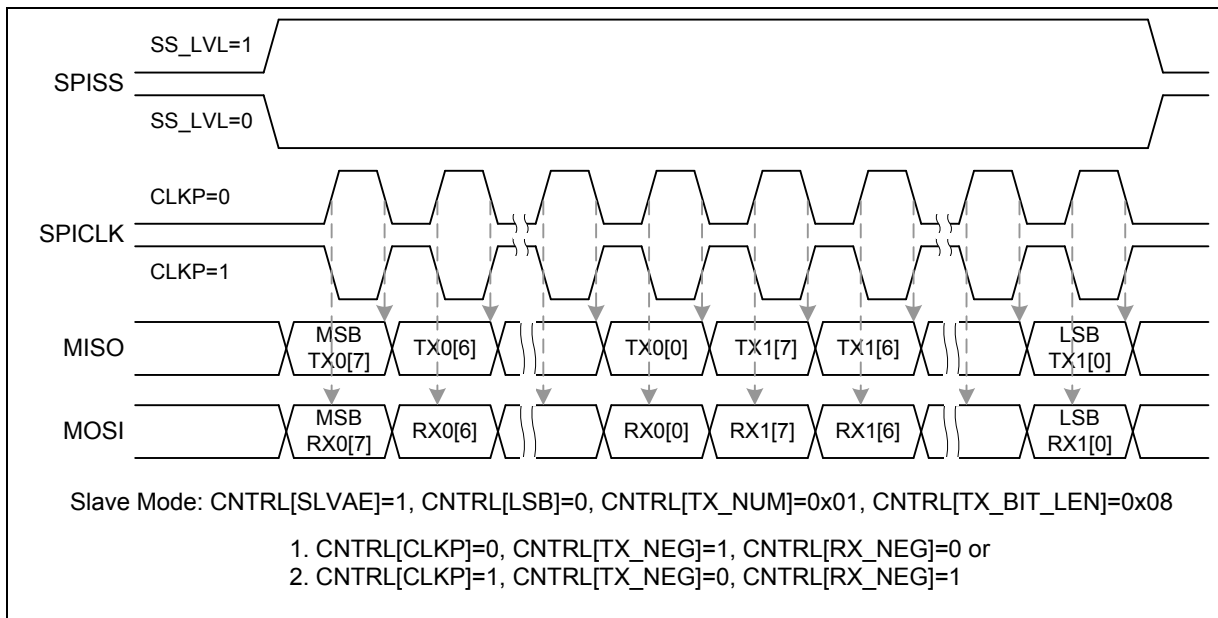 SS_LVL=1
SPISS
SS_LVL=0
CLKP=0
SPICLK
CLKP=1
MISO
MSB
TX0[7]
TX0[6]
TX0[0]
TX1[7]
TX1[6]
LSB
TX1[0]
MOSI
MSB
RX0[7]
RX0[6]
RX0[0]
RX1[7]
RX1[6]
LSB
RX1[0]
Slave Mode: CNTRL[SLVAE]=1, CNTRL[LSB]=0, CNTRL[TX_NUM]=0x01, CNTRL[TX_BIT_LEN]=0x08
1. CNTRL[CLKP]=0, CNTRL[TX_NEG]=1, CNTRL[RX_NEG]=0 or
2. CNTRL[CLKP]=1, CNTRL[TX_NEG]=0, CNTRL[RX_NEG]=1